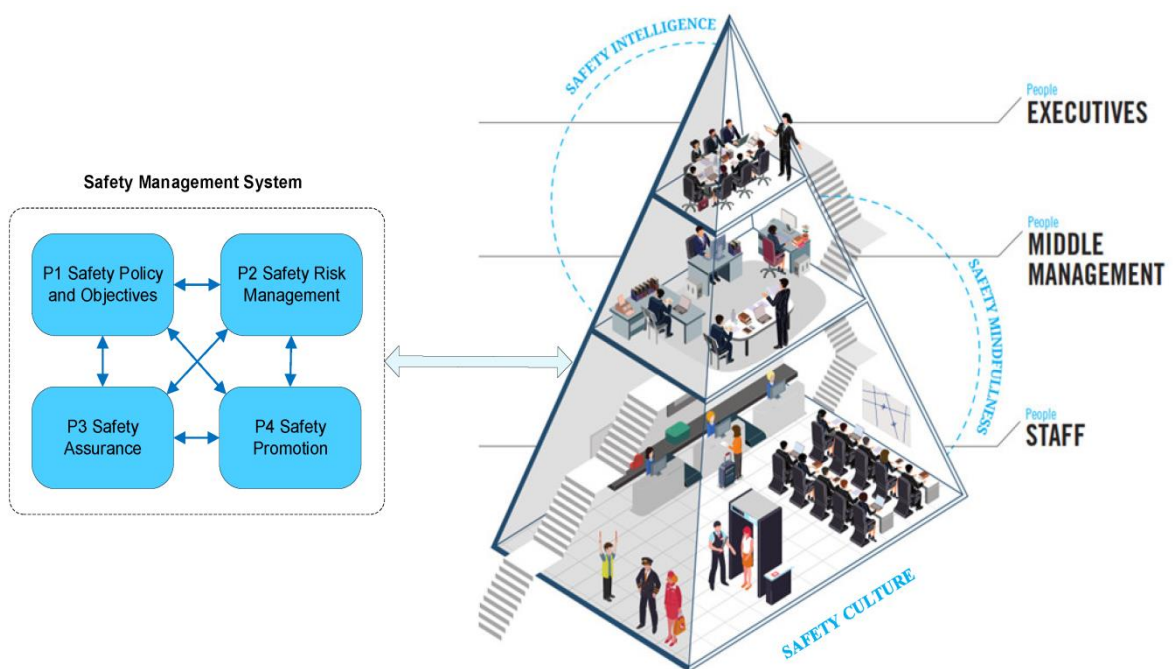 Safety Management System
P1 Safety Policy
and Objectives
P2 Safety Risk
Management
P3 Safety
Assurance
P4 Safety
Promotion
SAFETY INTELLIGENCE
People
EXECUTIVES
People
MIDDLE
MANAGEMENT
SAFETY MINDFULLNESS
People
STAFF
SAFETY CULTURE